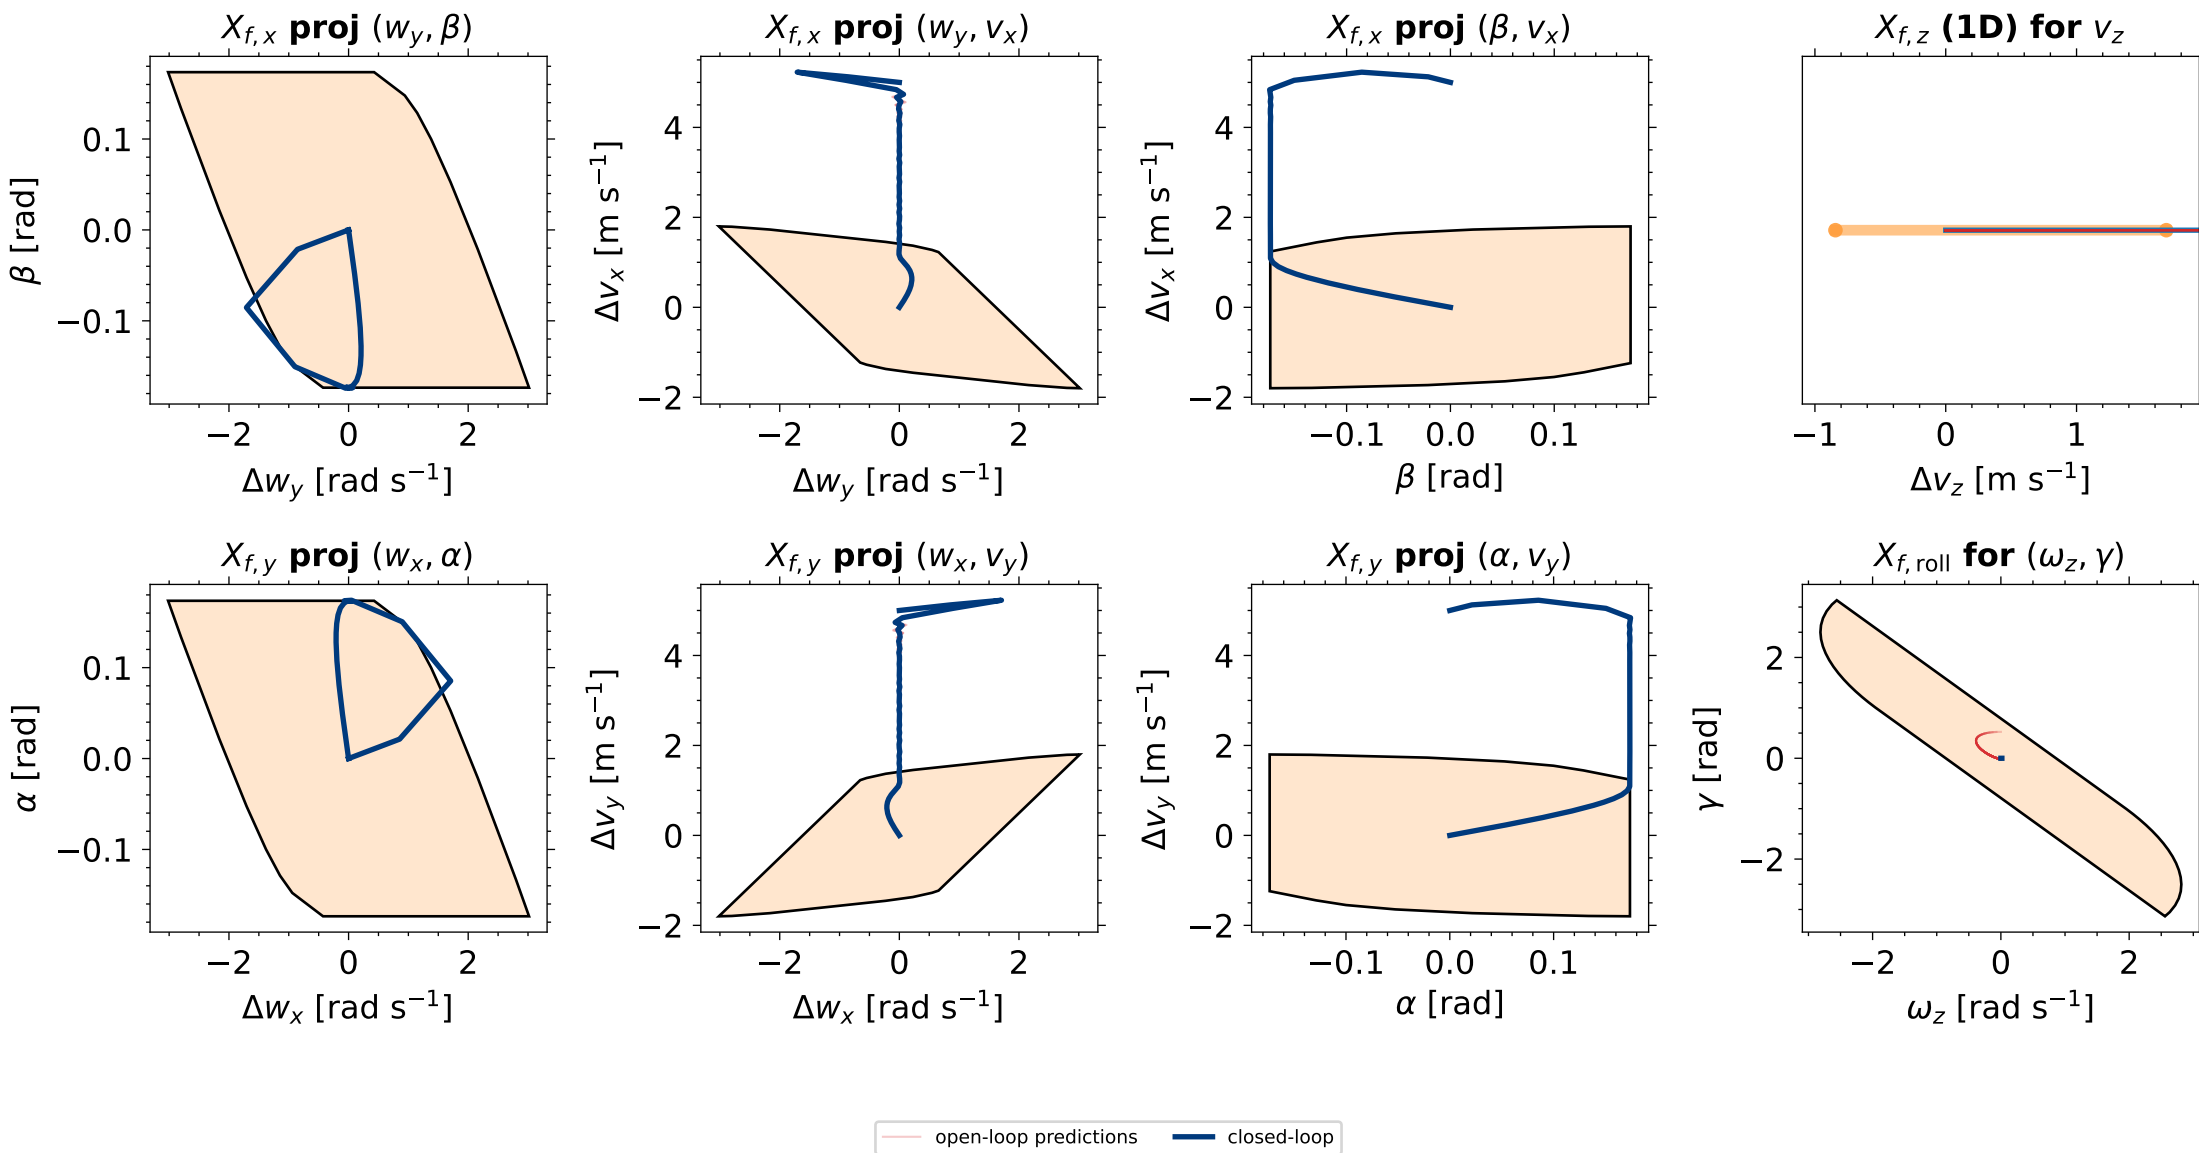 X_{f,x} proj (w_y, β)
X_{f,x} proj (w_y, v_x)
X_{f,x} proj (β, v_x)
X_{f,z} (1D) for v_z
β [rad]
0.1
0.0
−0.1
−2 0 2
Δw_y [rad s⁻¹]
Δv_x [m s⁻¹]
4
2
0
−2
−2 0 2
Δw_y [rad s⁻¹]
Δv_x [m s⁻¹]
4
2
0
−2
−0.1 0.0 0.1
β [rad]
−1 0 1
Δv_z [m s⁻¹]
X_{f,y} proj (w_x, α)
X_{f,y} proj (w_x, v_y)
X_{f,y} proj (α, v_y)
X_{f,roll} for (ω_z, γ)
α [rad]
0.1
0.0
−0.1
−2 0 2
Δw_x [rad s⁻¹]
Δv_y [m s⁻¹]
4
2
0
−2
−2 0 2
Δw_x [rad s⁻¹]
Δv_y [m s⁻¹]
4
2
0
−2
−0.1 0.0 0.1
α [rad]
γ [rad]
2
0
−2
−2 0 2
ω_z [rad s⁻¹]
open-loop predictions
closed-loop